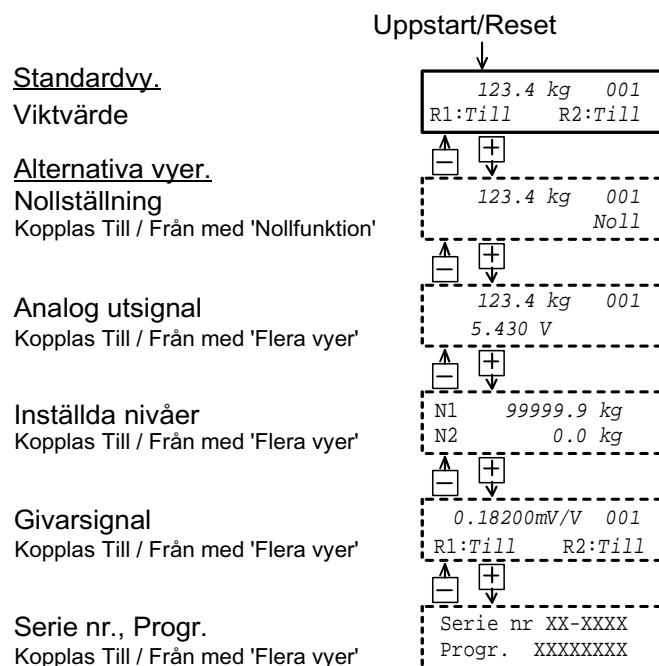 Uppstart/Reset
Standardvy.
Viktvärde
123.4 kg 001
R1:Till R2:Till
− +
Alternativa vyer.
Nollställning
Kopplas Till / Från med 'Nollfunktion'
123.4 kg 001
Noll
− +
Analog utsignal
Kopplas Till / Från med 'Flera vyer'
123.4 kg 001
5.430 V
− +
Inställda nivåer
Kopplas Till / Från med 'Flera vyer'
N1 99999.9 kg
N2 0.0 kg
− +
Givarsignal
Kopplas Till / Från med 'Flera vyer'
0.18200mV/V 001
R1:Till R2:Till
− +
Serie nr., Progr.
Kopplas Till / Från med 'Flera vyer'
Serie nr XX-XXXX
Progr. XXXXXXXX